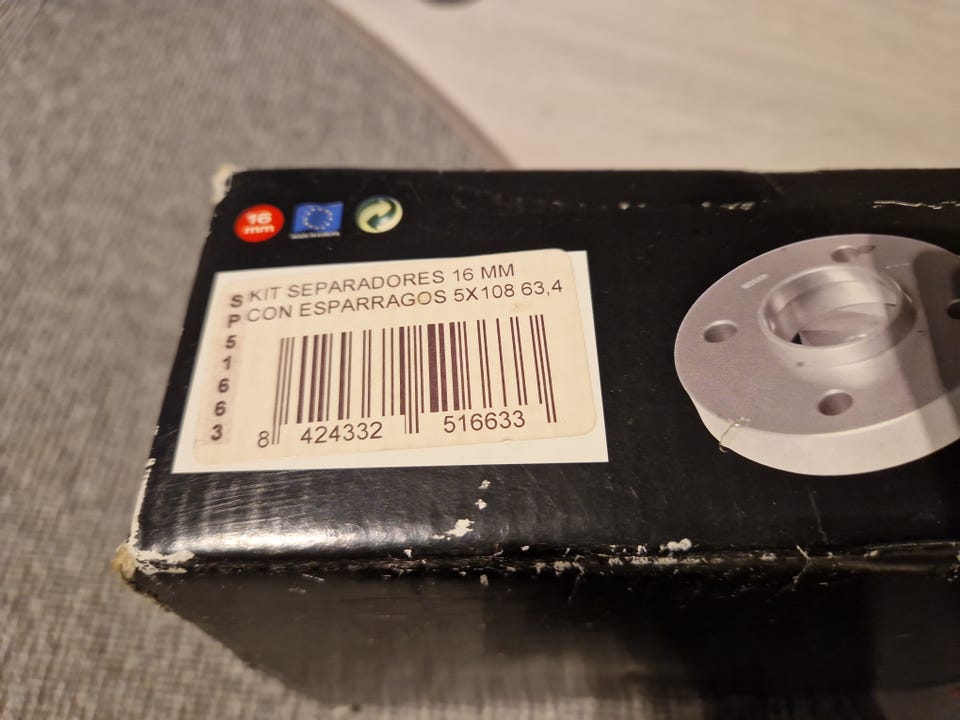 16
mm
KIT SEPARADORES 16 MM
CON ESPARRAGOS 5X108 63,4
SP51663
8 424332 516633